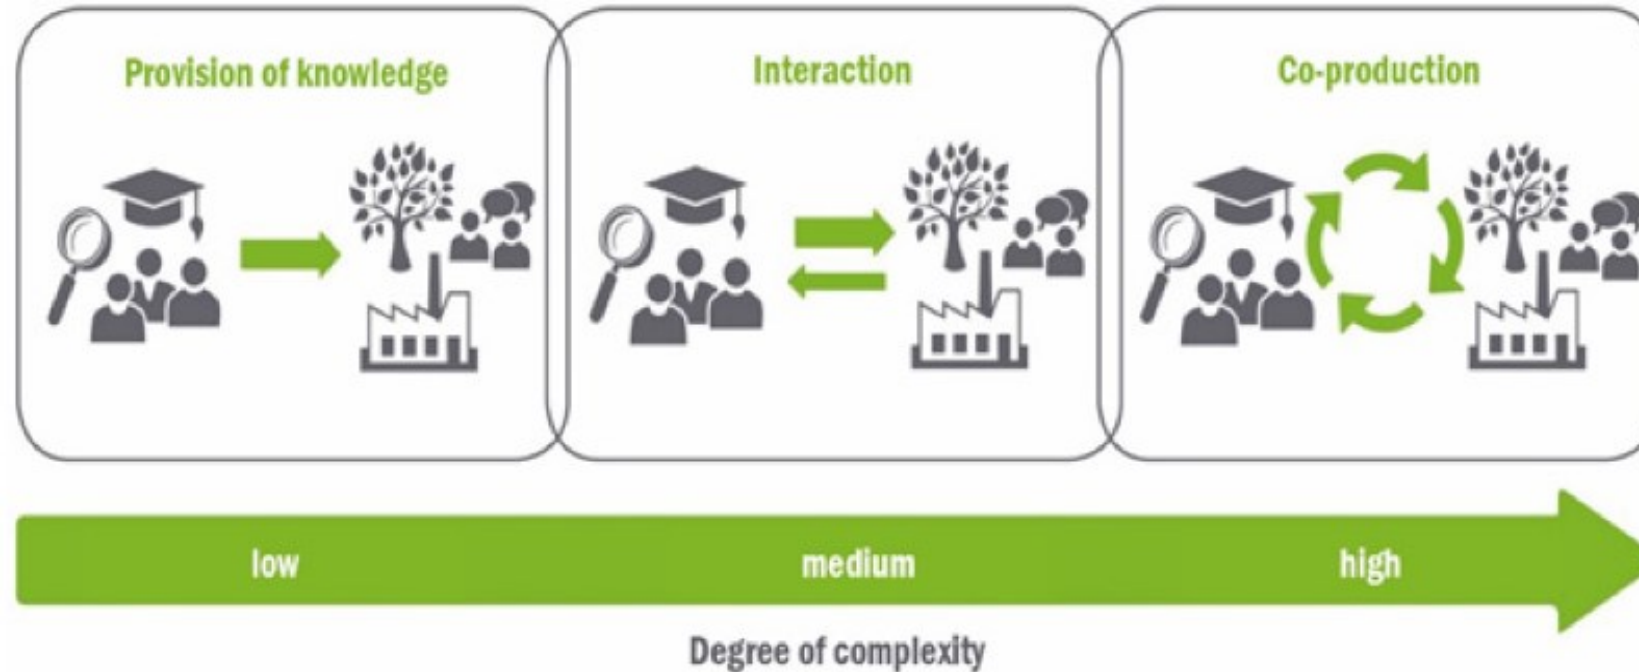 Provision of knowledge
Interaction
Co-production
low
medium
high
Degree of complexity